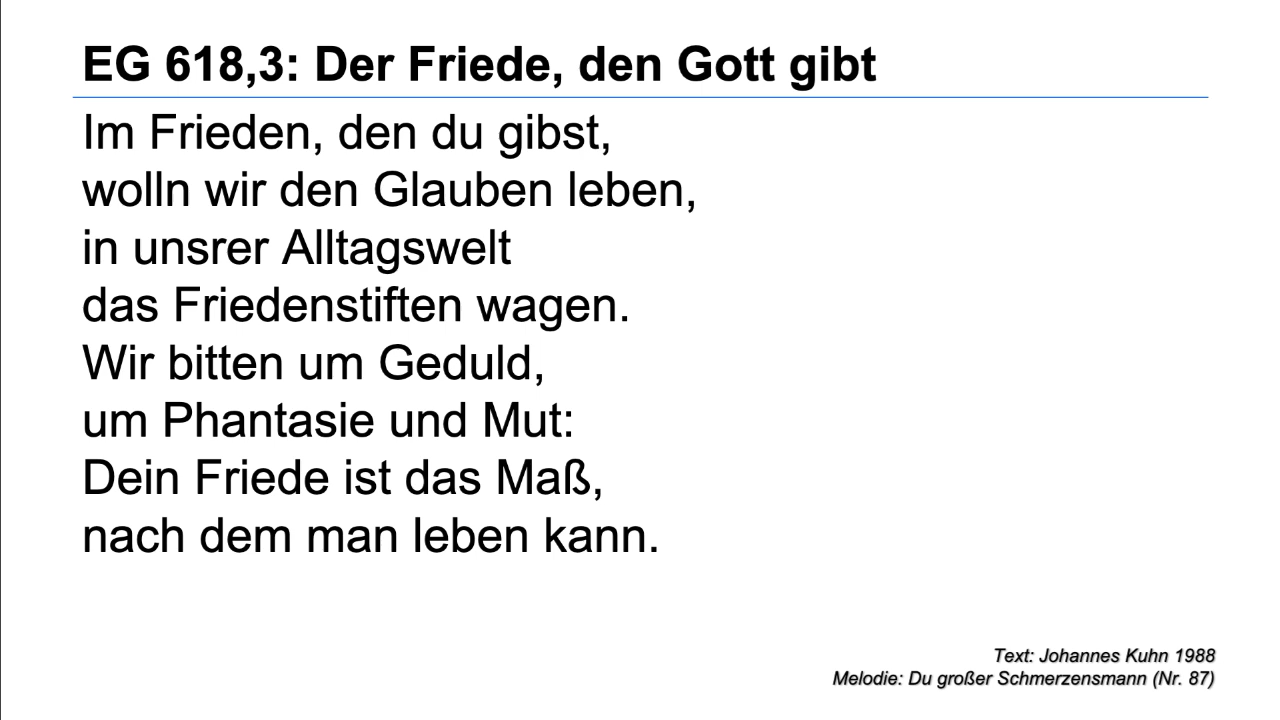 EG 618,3: Der Friede, den Gott gibt
Im Frieden, den du gibst,
wolln wir den Glauben leben,
in unsrer Alltagswelt
das Friedenstiften wagen.
Wir bitten um Geduld,
um Phantasie und Mut:
Dein Friede ist das Maß,
nach dem man leben kann.
Text: Johannes Kuhn 1988
Melodie: Du großer Schmerzensmann (Nr. 87)